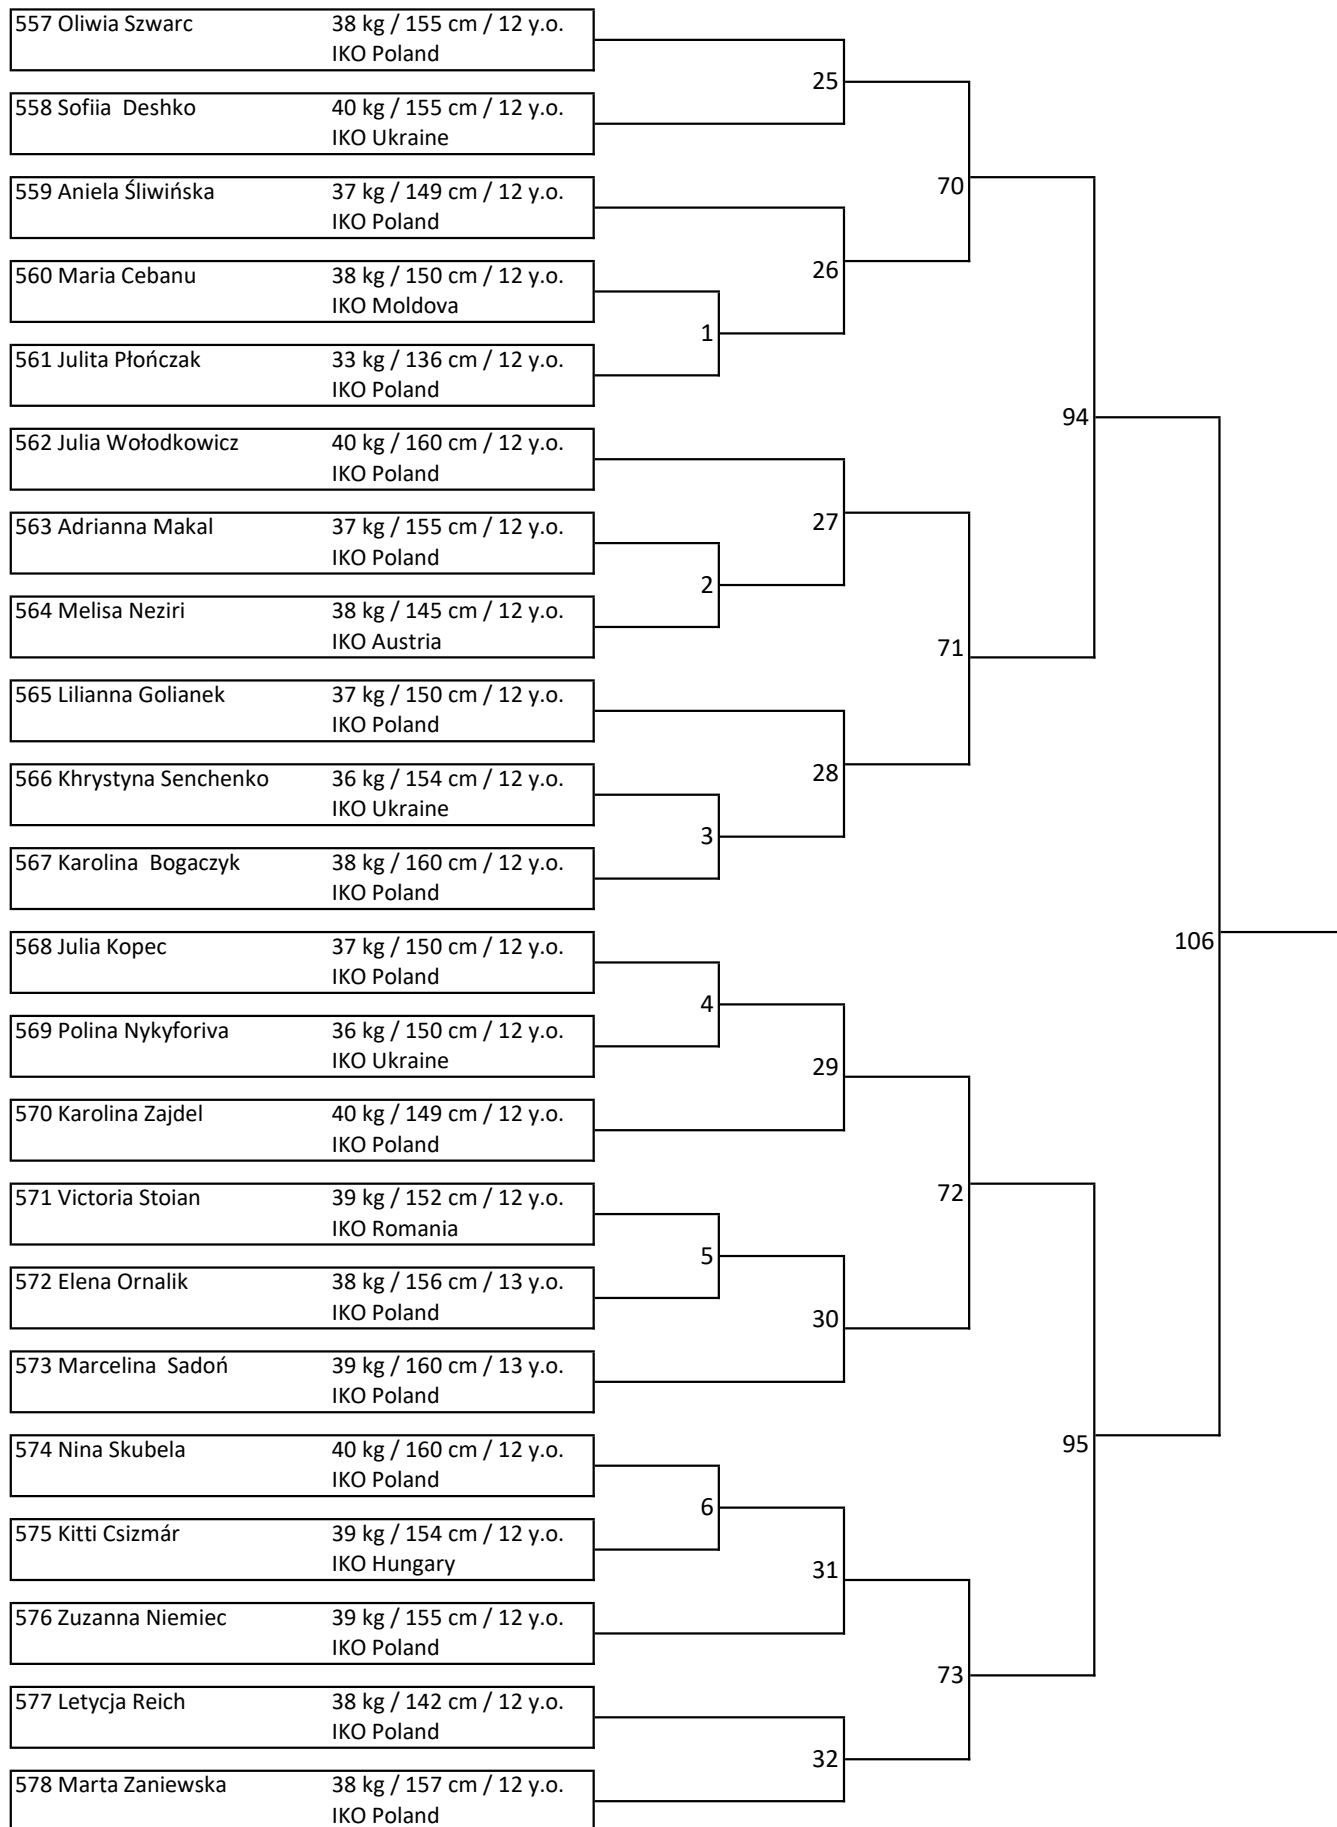 557 Oliwia Szwarc 38 kg / 155 cm / 12 y.o.
IKO Poland
25
558 Sofiia  Deshko 40 kg / 155 cm / 12 y.o.
IKO Ukraine
559 Aniela Śliwińska 37 kg / 149 cm / 12 y.o.
70
IKO Poland
560 Maria Cebanu 38 kg / 150 cm / 12 y.o.
26
IKO Moldova
1
561 Julita Płończak 33 kg / 136 cm / 12 y.o.
IKO Poland
94
562 Julia Wołodkowicz 40 kg / 160 cm / 12 y.o.
IKO Poland
563 Adrianna Makal 37 kg / 155 cm / 12 y.o.
27
IKO Poland
2
564 Melisa Neziri 38 kg / 145 cm / 12 y.o.
IKO Austria
71
565 Lilianna Golianek 37 kg / 150 cm / 12 y.o.
IKO Poland
566 Khrystyna Senchenko 36 kg / 154 cm / 12 y.o.
28
IKO Ukraine
3
567 Karolina  Bogaczyk 38 kg / 160 cm / 12 y.o.
IKO Poland
568 Julia Kopec 37 kg / 150 cm / 12 y.o.
106
IKO Poland
4
569 Polina Nykyforiva 36 kg / 150 cm / 12 y.o.
IKO Ukraine
29
570 Karolina Zajdel 40 kg / 149 cm / 12 y.o.
IKO Poland
571 Victoria Stoian 39 kg / 152 cm / 12 y.o.
72
IKO Romania
5
572 Elena Ornalik 38 kg / 156 cm / 13 y.o.
IKO Poland
30
573 Marcelina  Sadoń 39 kg / 160 cm / 13 y.o.
IKO Poland
574 Nina Skubela 40 kg / 160 cm / 12 y.o.
95
IKO Poland
6
575 Kitti Csizmár 39 kg / 154 cm / 12 y.o.
IKO Hungary
31
576 Zuzanna Niemiec 39 kg / 155 cm / 12 y.o.
IKO Poland
73
577 Letycja Reich 38 kg / 142 cm / 12 y.o.
IKO Poland
32
578 Marta Zaniewska 38 kg / 157 cm / 12 y.o.
IKO Poland